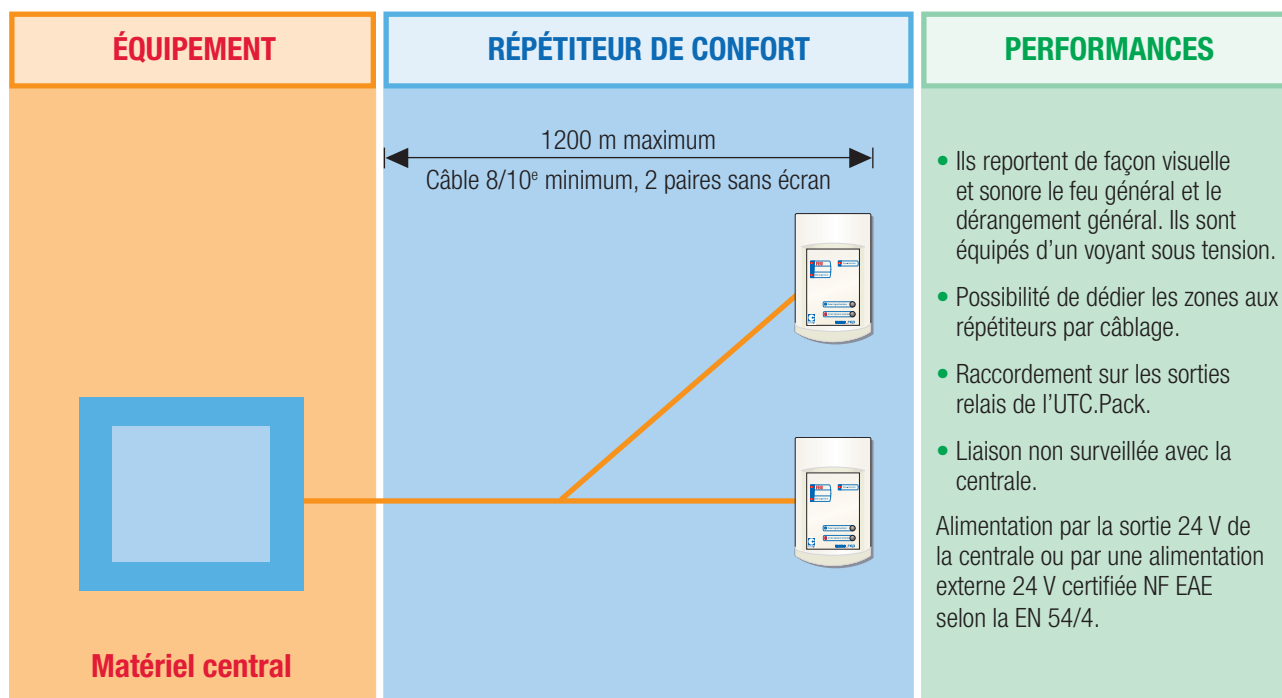 ÉQUIPEMENT
RÉPÉTITEUR DE CONFORT
PERFORMANCES
1200 m maximum
Câble 8/10e minimum, 2 paires sans écran
Matériel central
• Ils reportent de façon visuelle
et sonore le feu général et le
dérangement général. Ils sont
équipés d’un voyant sous tension.
• Possibilité de dédier les zones aux
répétiteurs par câblage.
• Raccordement sur les sorties
relais de l’UTC.Pack.
• Liaison non surveillée avec la
centrale.
Alimentation par la sortie 24 V de
la centrale ou par une alimentation
externe 24 V certifiée NF EAE
selon la EN 54/4.